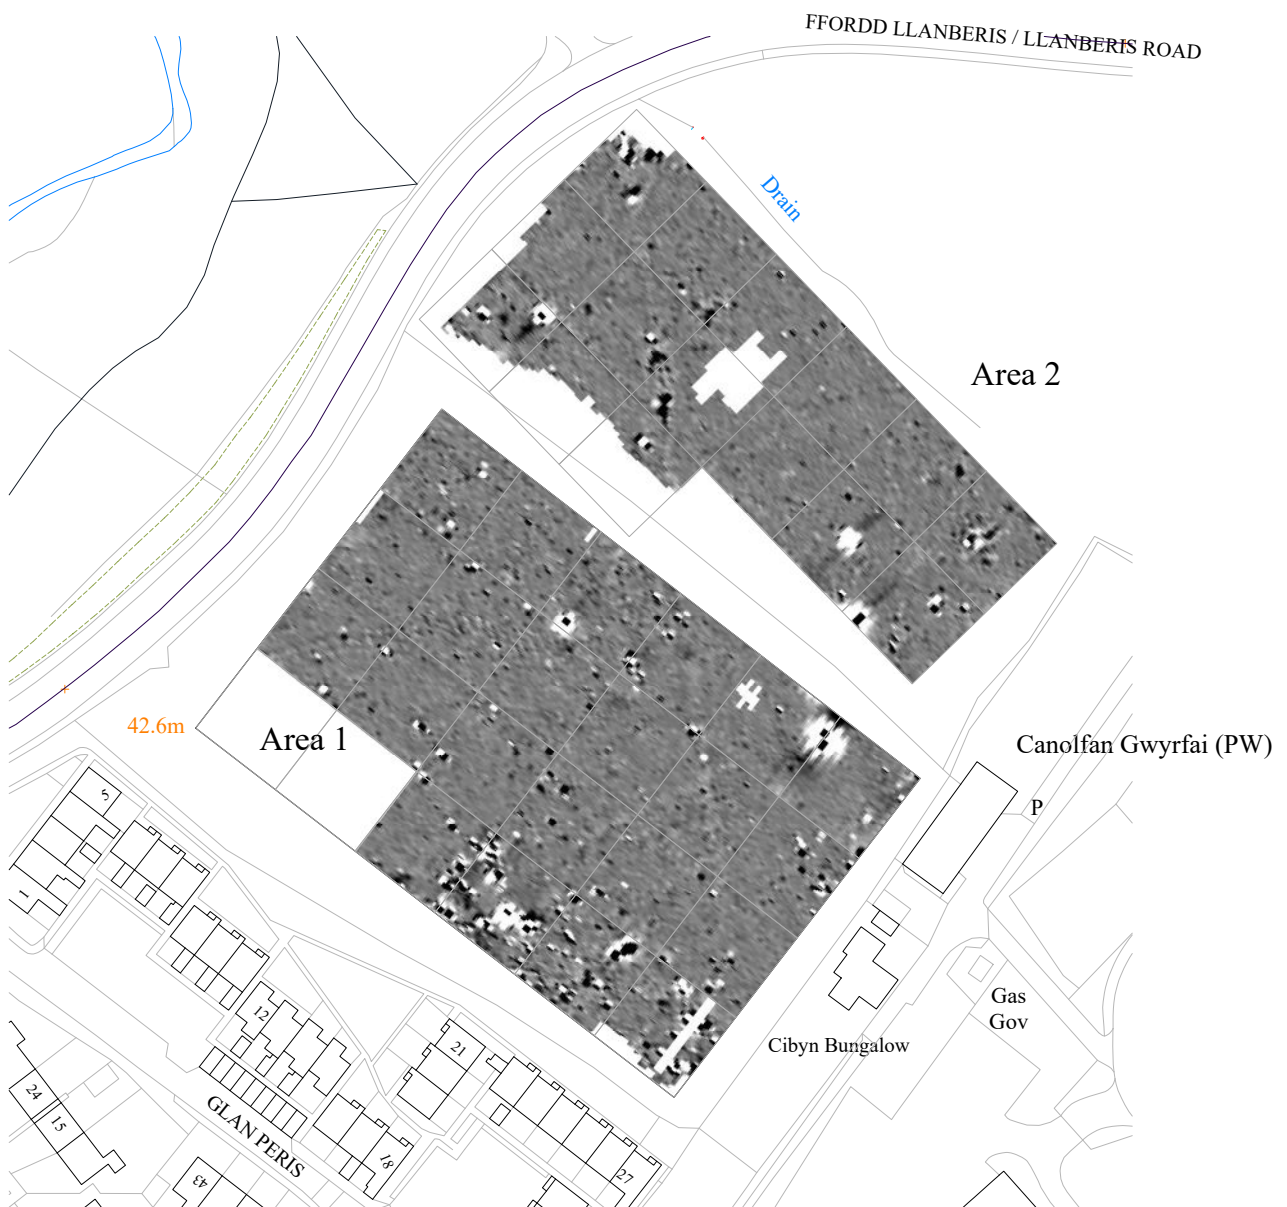 FFORDD LLANBERIS / LLANBERIS ROAD
Drain
Area 2
Area 1
42.6m
Canolfan Gwyrfai (PW)
P
5
1
12
21
Gas
Gov
Cibyn Bungalow
24
15
GLAN PERIS
18
27
43